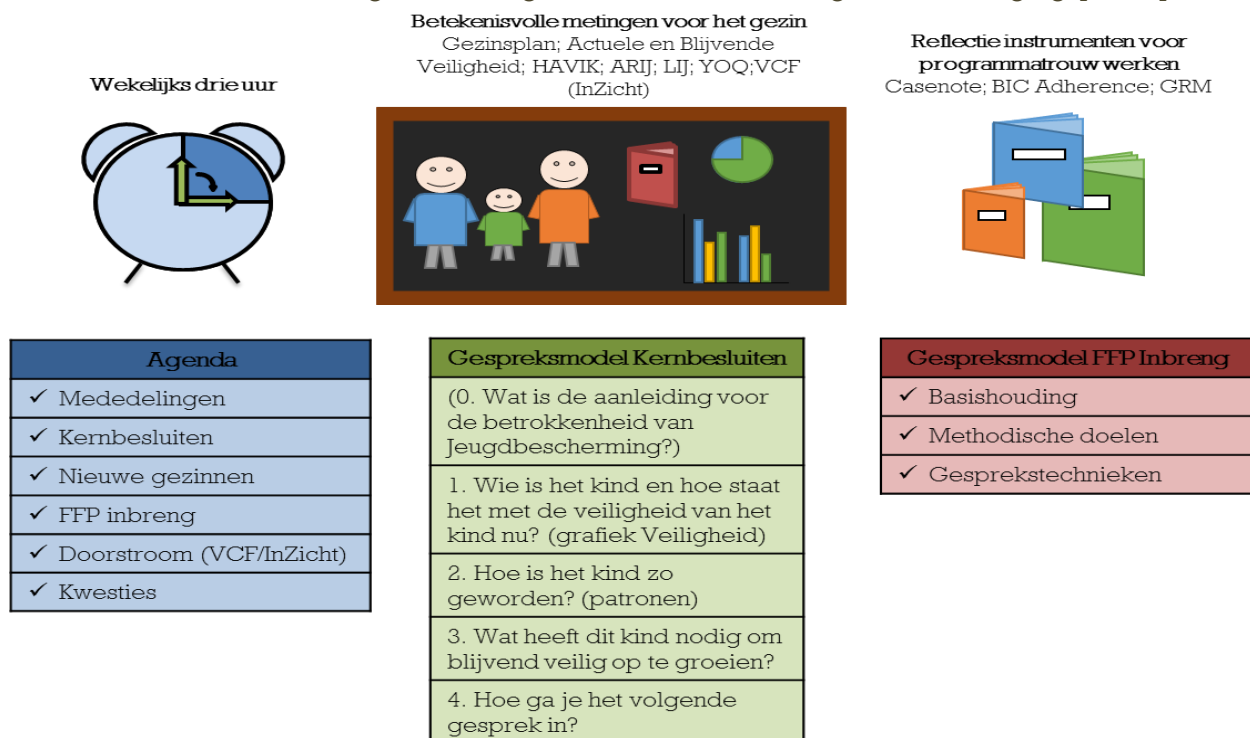 Betekenisvolle metingen voor het gezin
Gezinsplan; Actuele en Blijvende
Veiligheid; HAVIK; ARIJ; LIJ; YOQ;VCF
(InZicht)
Wekelijks drie uur
Reflectie instrumenten voor
programmatrouw werken
Casenote; BIC Adherence; GRM
Agenda
✓ Mededelingen
✓ Kernbesluiten
✓ Nieuwe gezinnen
✓ FFP inbreng
✓ Doorstroom (VCF/InZicht)
✓ Kwesties
Gespreksmodel Kernbesluiten
(0. Wat is de aanleiding voor
de betrokkenheid van
Jeugdbescherming?)
1. Wie is het kind en hoe staat
het met de veiligheid van het
kind nu? (grafiek Veiligheid)
2. Hoe is het kind zo
geworden? (patronen)
3. Wat heeft dit kind nodig om
blijvend veilig op te groeien?
4. Hoe ga je het volgende
gesprek in?
Gespreksmodel FFP Inbreng
✓ Basishouding
✓ Methodische doelen
✓ Gesprekstechnieken